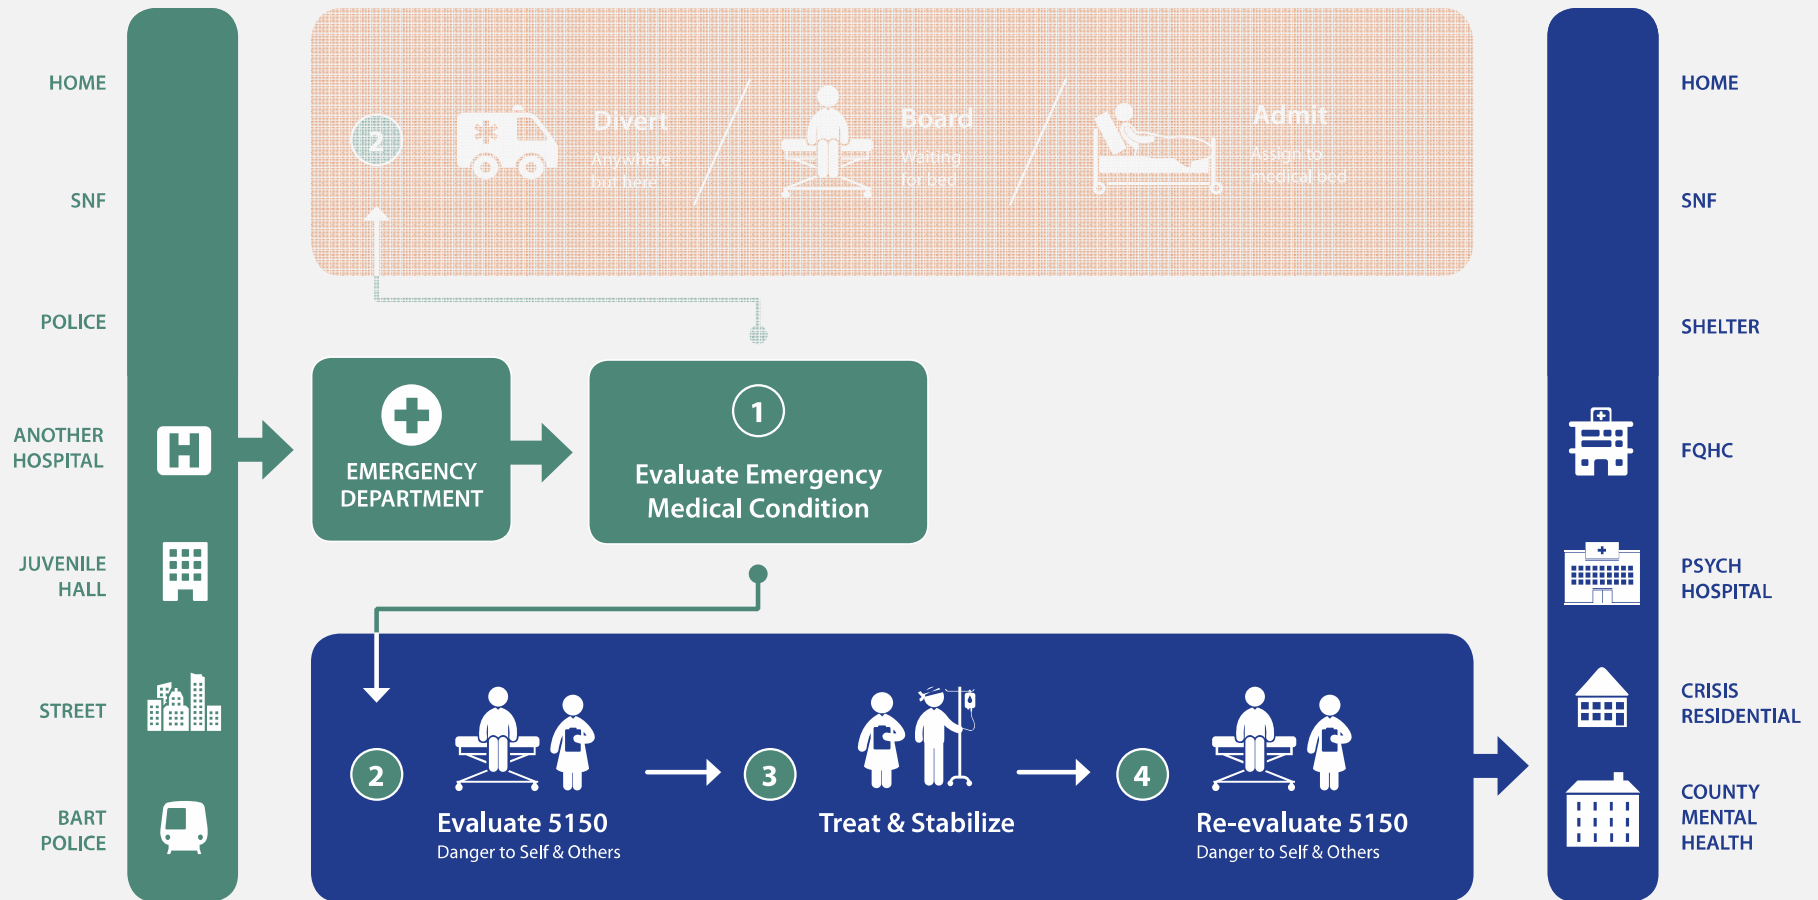 HOME
SNF
POLICE
ANOTHER
HOSPITAL
JUVENILE
HALL
STREET
BART
POLICE
H
2
Divert
Anywhere
but here
Board
Waiting
for bed
Admit
Assign to
medical bed
EMERGENCY
DEPARTMENT
1
Evaluate Emergency
Medical Condition
2
Evaluate 5150
Danger to Self & Others
3
Treat & Stabilize
4
Re-evaluate 5150
Danger to Self & Others
HOME
SNF
SHELTER
FQHC
PSYCH
HOSPITAL
CRISIS
RESIDENTIAL
COUNTY
MENTAL
HEALTH